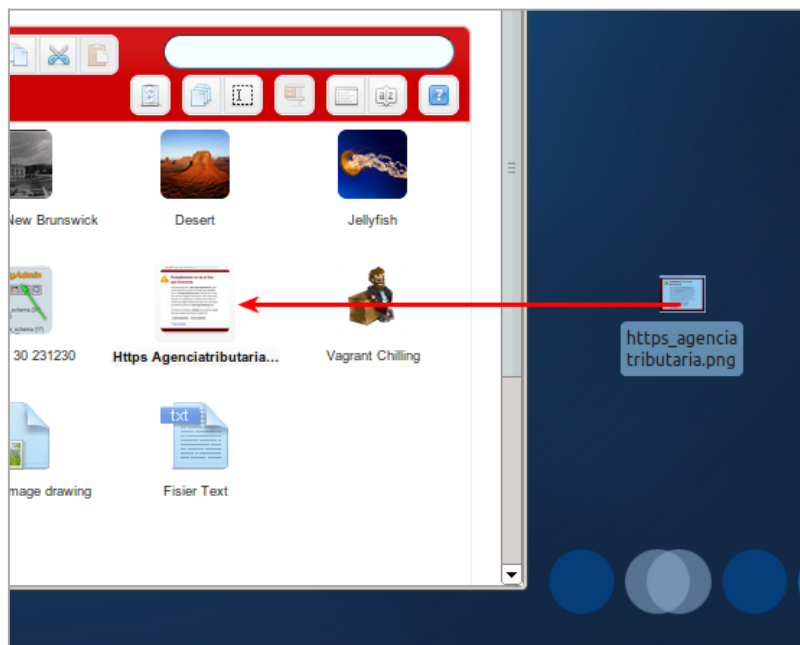 a|z
?
New Brunswick
Desert
Jellyfish
30 231230
Https Agenciatributaria...
Vagrant Chilling
https_agencia
tributaria.png
txt
mage drawing
Fisier Text